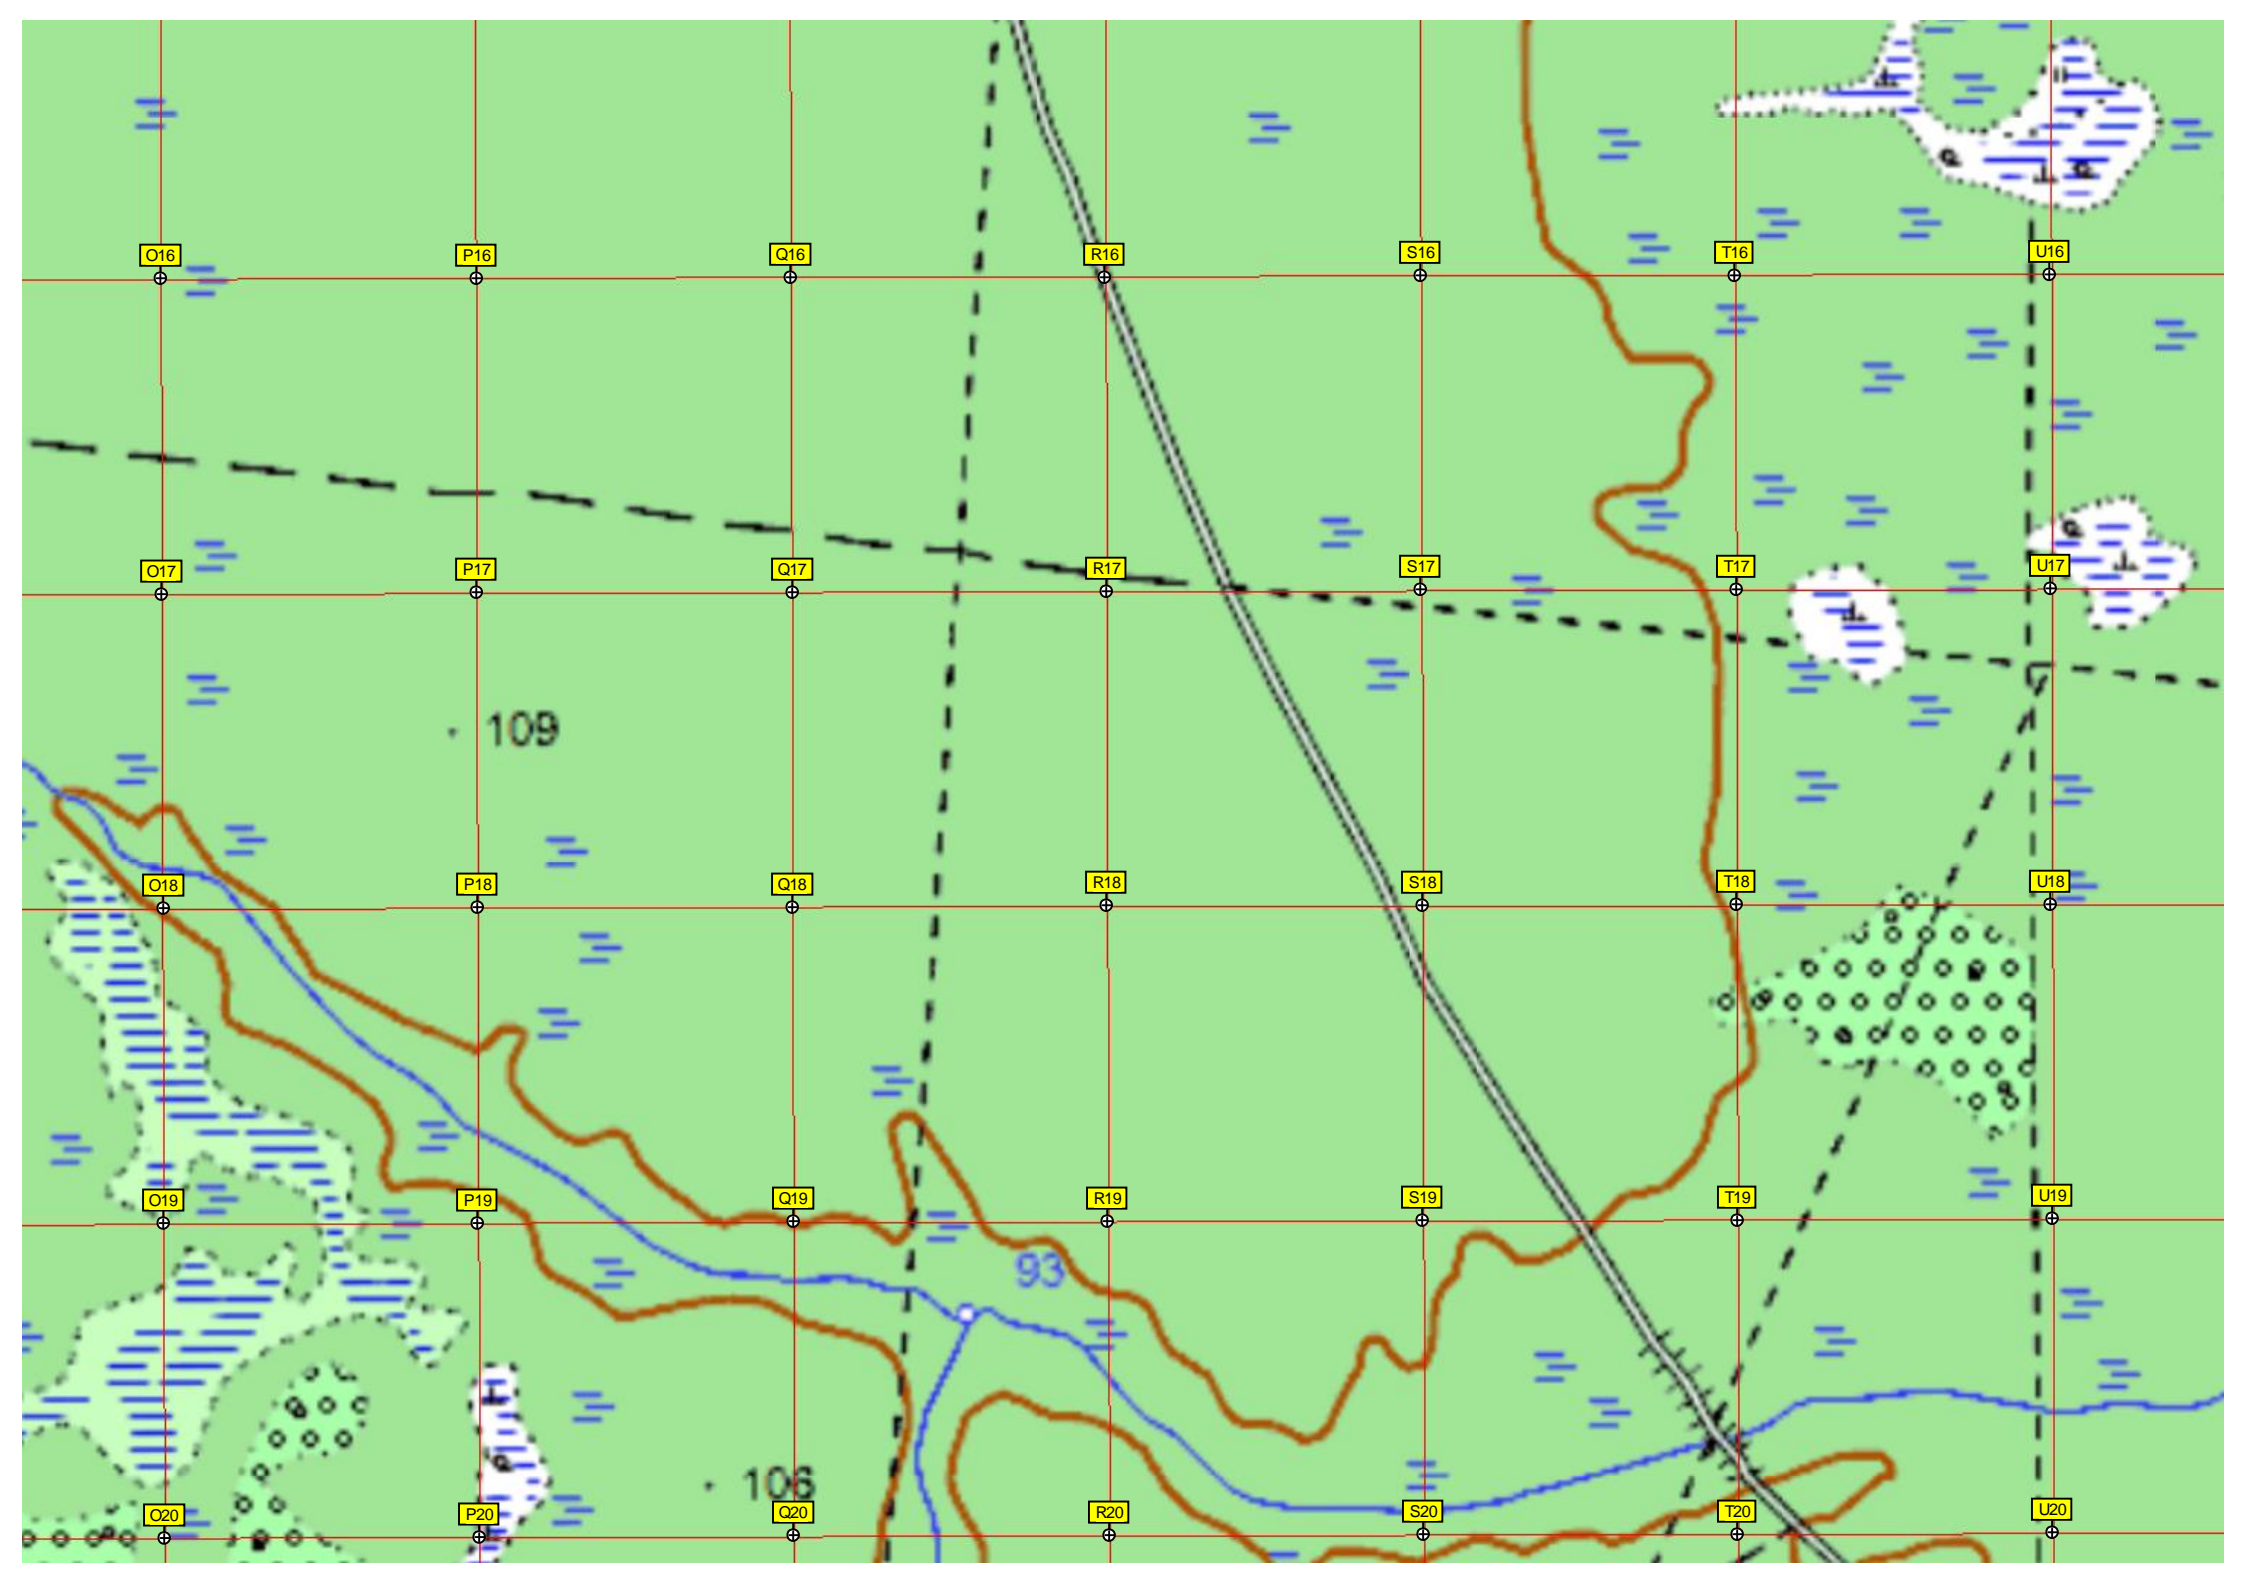 O16 P16 Q16 R16 S16 T16 U16
O17 P17 Q17 R17 S17 T17 U17
109
O18 P18 Q18 R18 S18 T18 U18
O19 P19 Q19 R19 S19 T19 U19
93
106
O20 P20 Q20 R20 S20 T20 U20